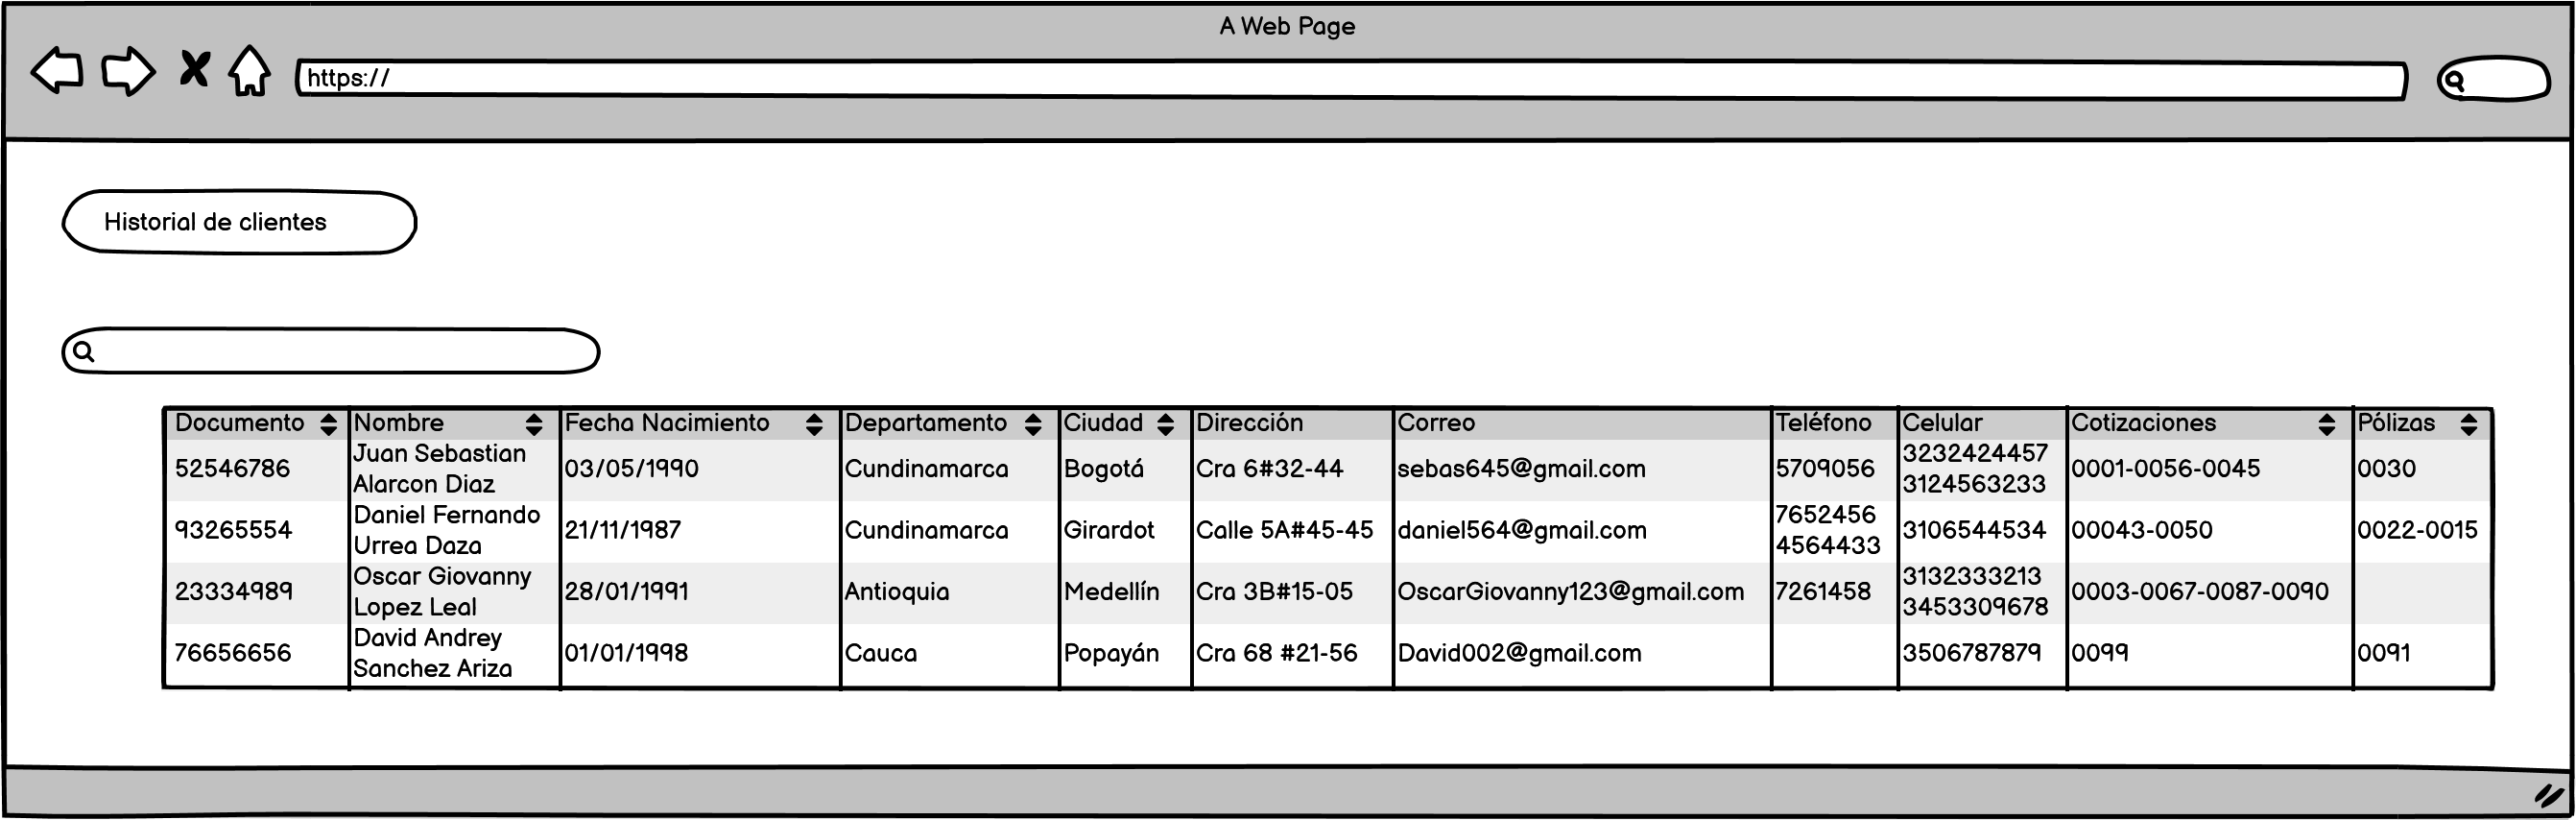 A Web Page
https://
Historial de clientes
Documento Nombre Fecha Nacimiento Departamento Ciudad Dirección Correo Teléfono Celular Cotizaciones Pólizas
52546786 Juan Sebastian Alarcon Diaz 03/05/1990 Cundinamarca Bogotá Cra 6#32-44 sebas645@gmail.com 5709056 3232424457 3124563233 0001-0056-0045 0030
93265554 Daniel Fernando Urrea Daza 21/11/1987 Cundinamarca Girardot Calle 5A#45-45 daniel564@gmail.com 7652456 4564433 3106544534 00043-0050 0022-0015
23334989 Oscar Giovanny Lopez Leal 28/01/1991 Antioquia Medellín Cra 3B#15-05 OscarGiovanny123@gmail.com 7261458 3132333213 3453309678 0003-0067-0087-0090
76656656 David Andrey Sanchez Ariza 01/01/1998 Cauca Popayán Cra 68 #21-56 David002@gmail.com 3506787879 0099 0091